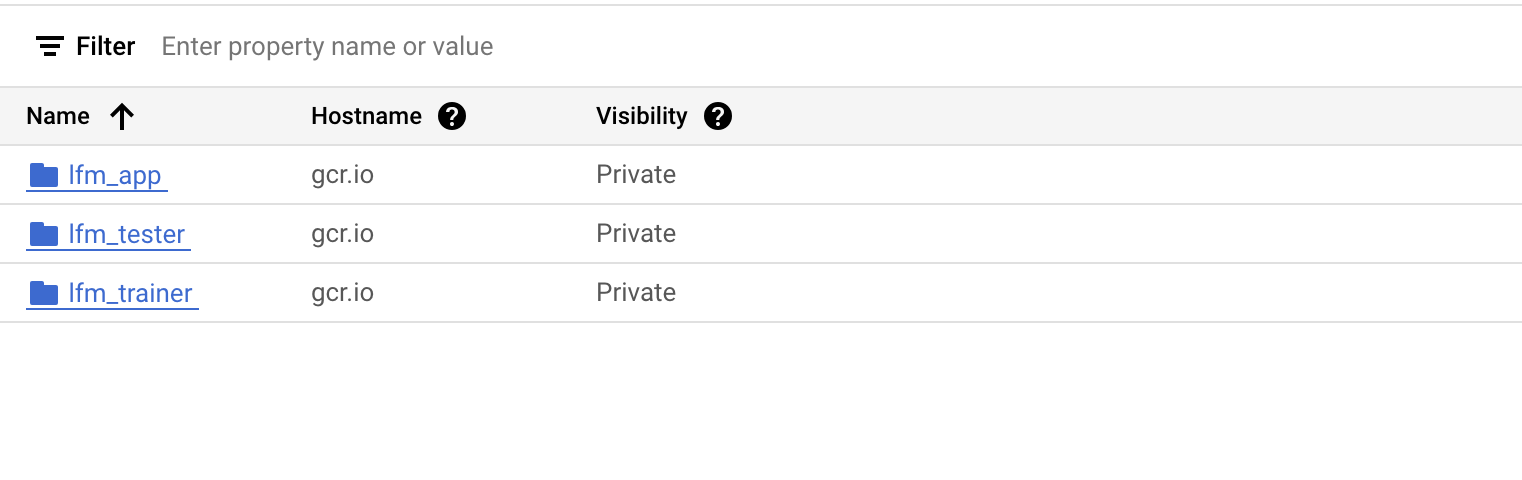 Filter Enter property name or value
Name Hostname Visibility
lfm_app gcr.io Private
lfm_tester gcr.io Private
lfm_trainer gcr.io Private